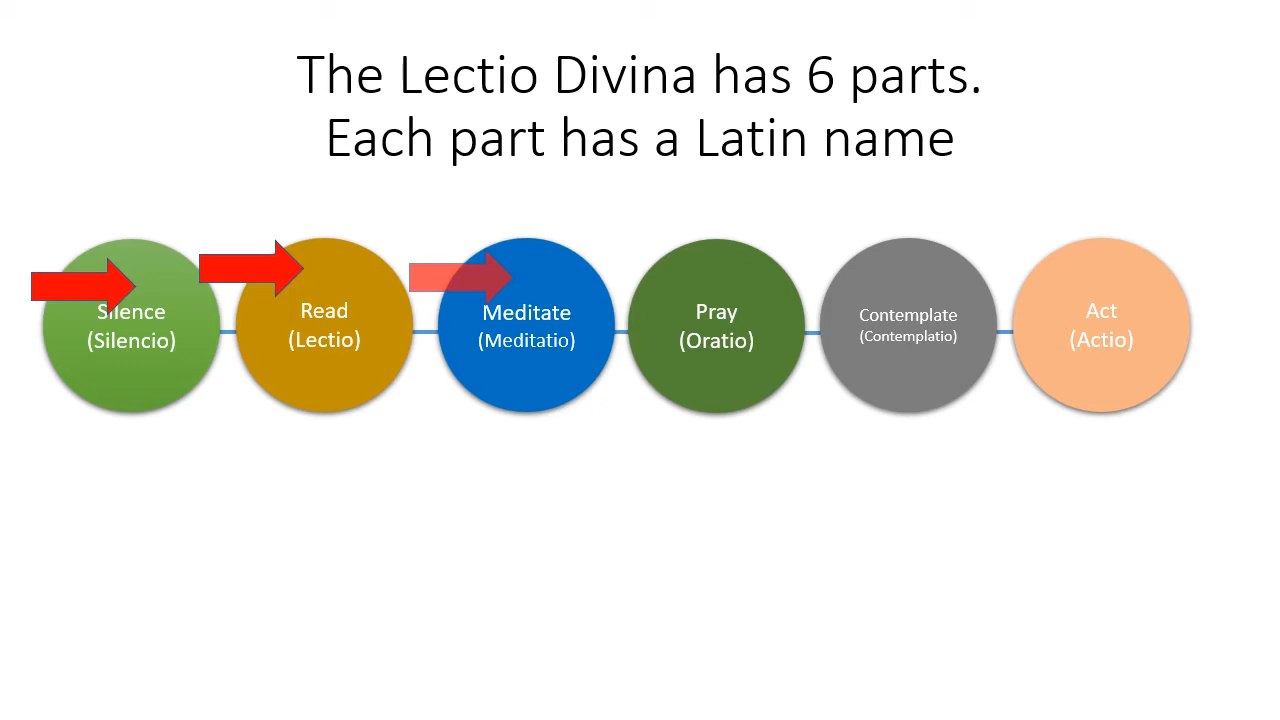 The Lectio Divina has 6 parts.
Each part has a Latin name
Silence
(Silencio)
Read
(Lectio)
Meditate
(Meditatio)
Pray
(Oratio)
Contemplate
(Contemplatio)
Act
(Actio)